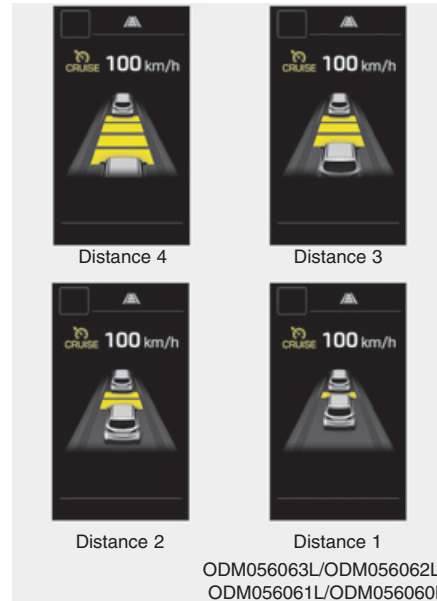 CRUISE 100 km/h
CRUISE 100 km/h
Distance 4
Distance 3
CRUISE 100 km/h
CRUISE 100 km/h
Distance 2
Distance 1
ODM056063L/ODM056062L
ODM056061L/ODM056060